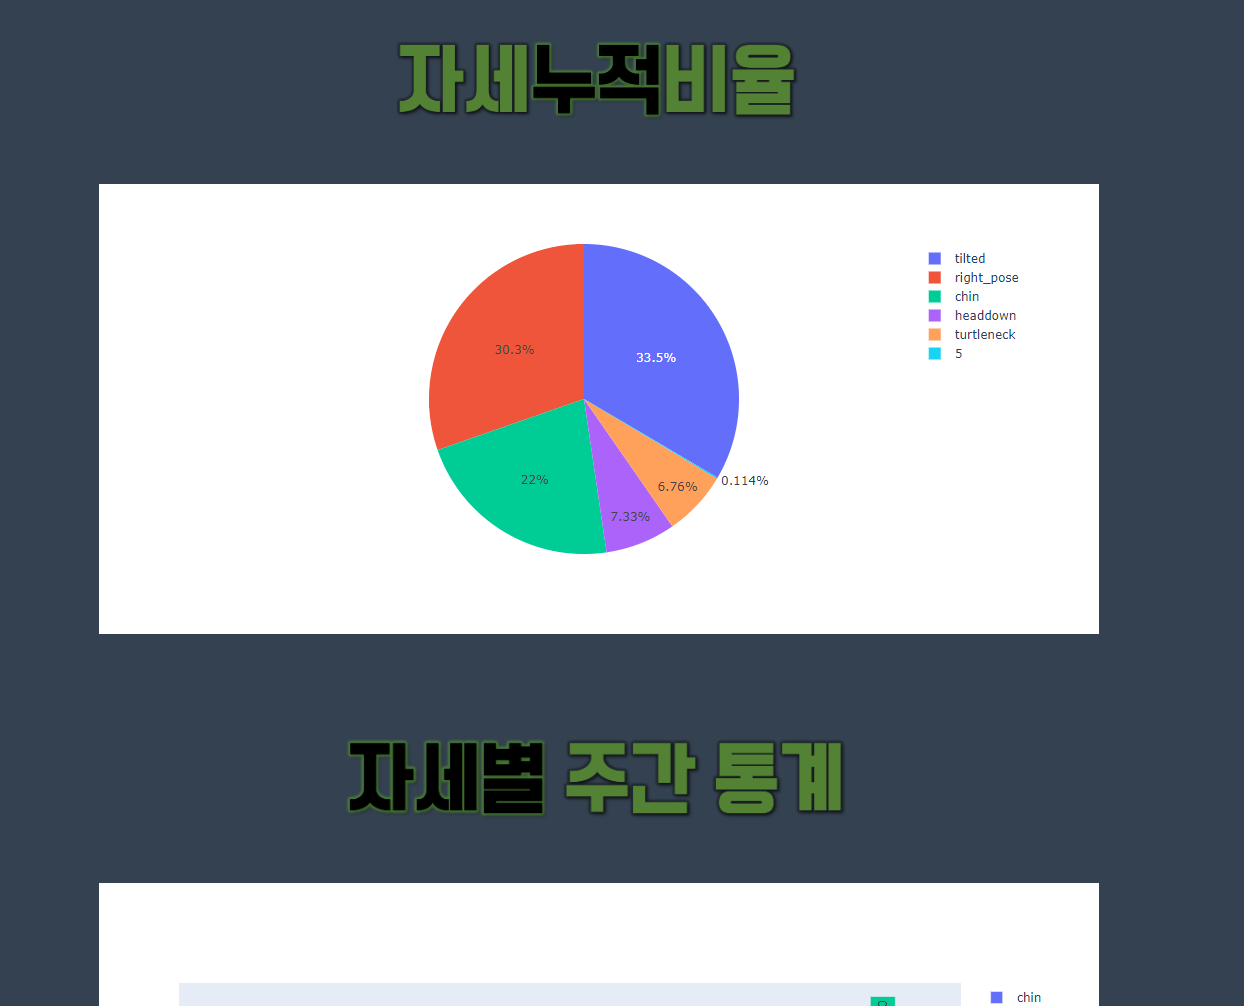 자세누적비율
tilted
right_pose
chin
headdown
turtleneck
5
30.3%
33.5%
22%
0.114%
6.76%
7.33%
자세별 주간 통계
chin